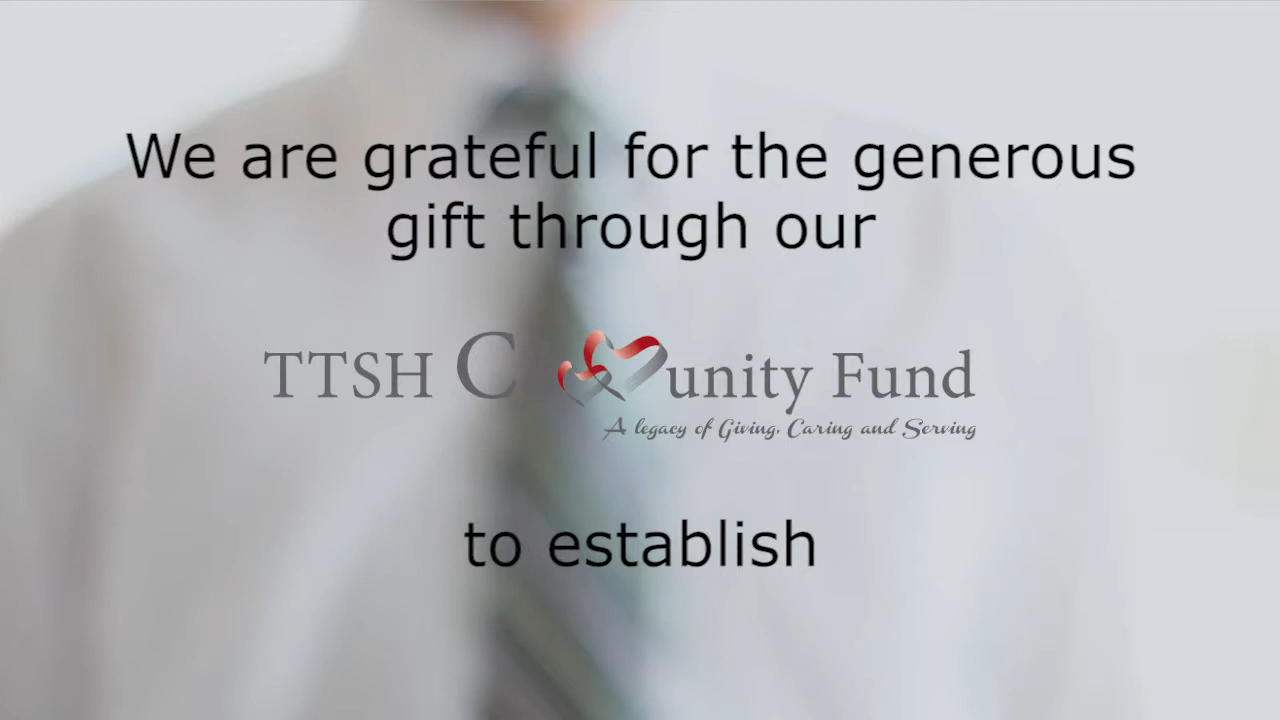 We are grateful for the generous
gift through our
TTSH C unity Fund
A legacy of Giving, Caring and Serving
to establish